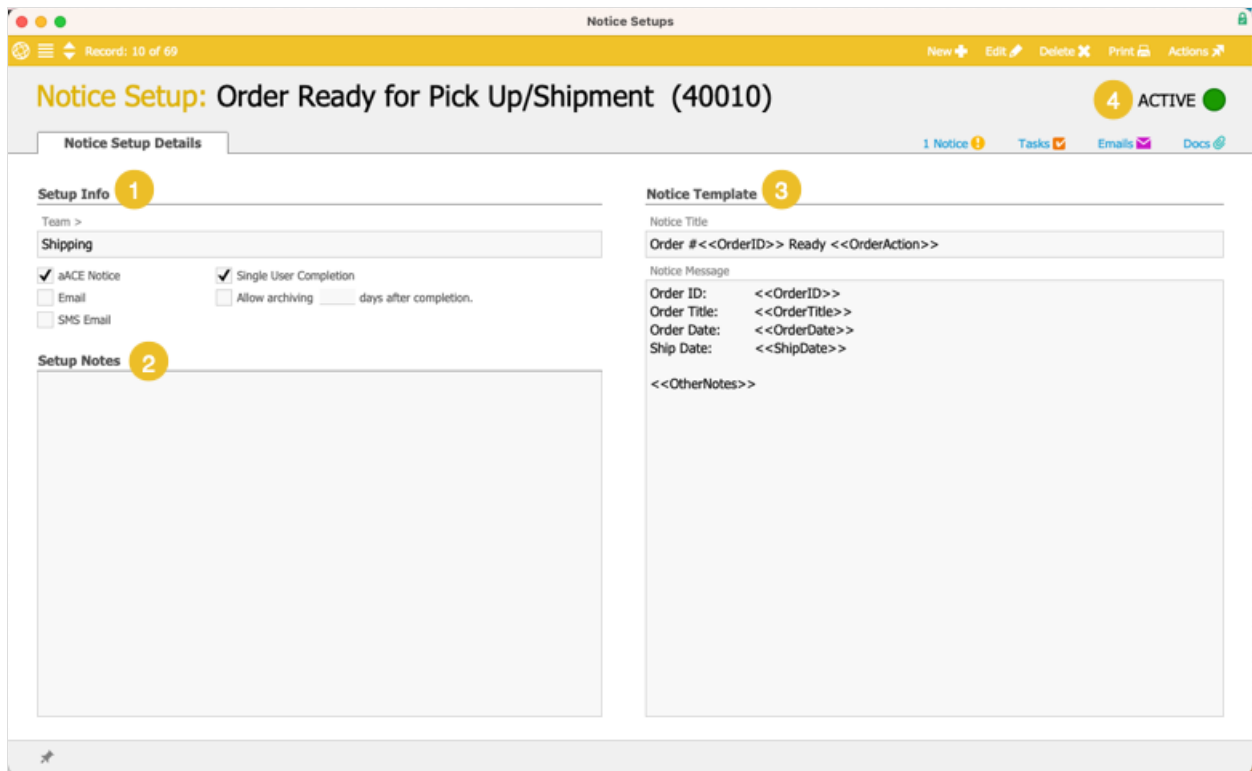 Notice Setups
Record: 10 of 69
New Edit Delete Print Actions
Notice Setup: Order Ready for Pick Up/Shipment (40010)
4 ACTIVE
Notice Setup Details
1 Notice Tasks Emails Docs
Setup Info 1
Team >
Shipping
aACE Notice Single User Completion
Email Allow archiving days after completion.
SMS Email
Setup Notes 2
Notice Template 3
Notice Title
Order #<<OrderID>> Ready <<OrderAction>>
Notice Message
Order ID: <<OrderID>>
Order Title: <<OrderTitle>>
Order Date: <<OrderDate>>
Ship Date: <<ShipDate>>
<<OtherNotes>>